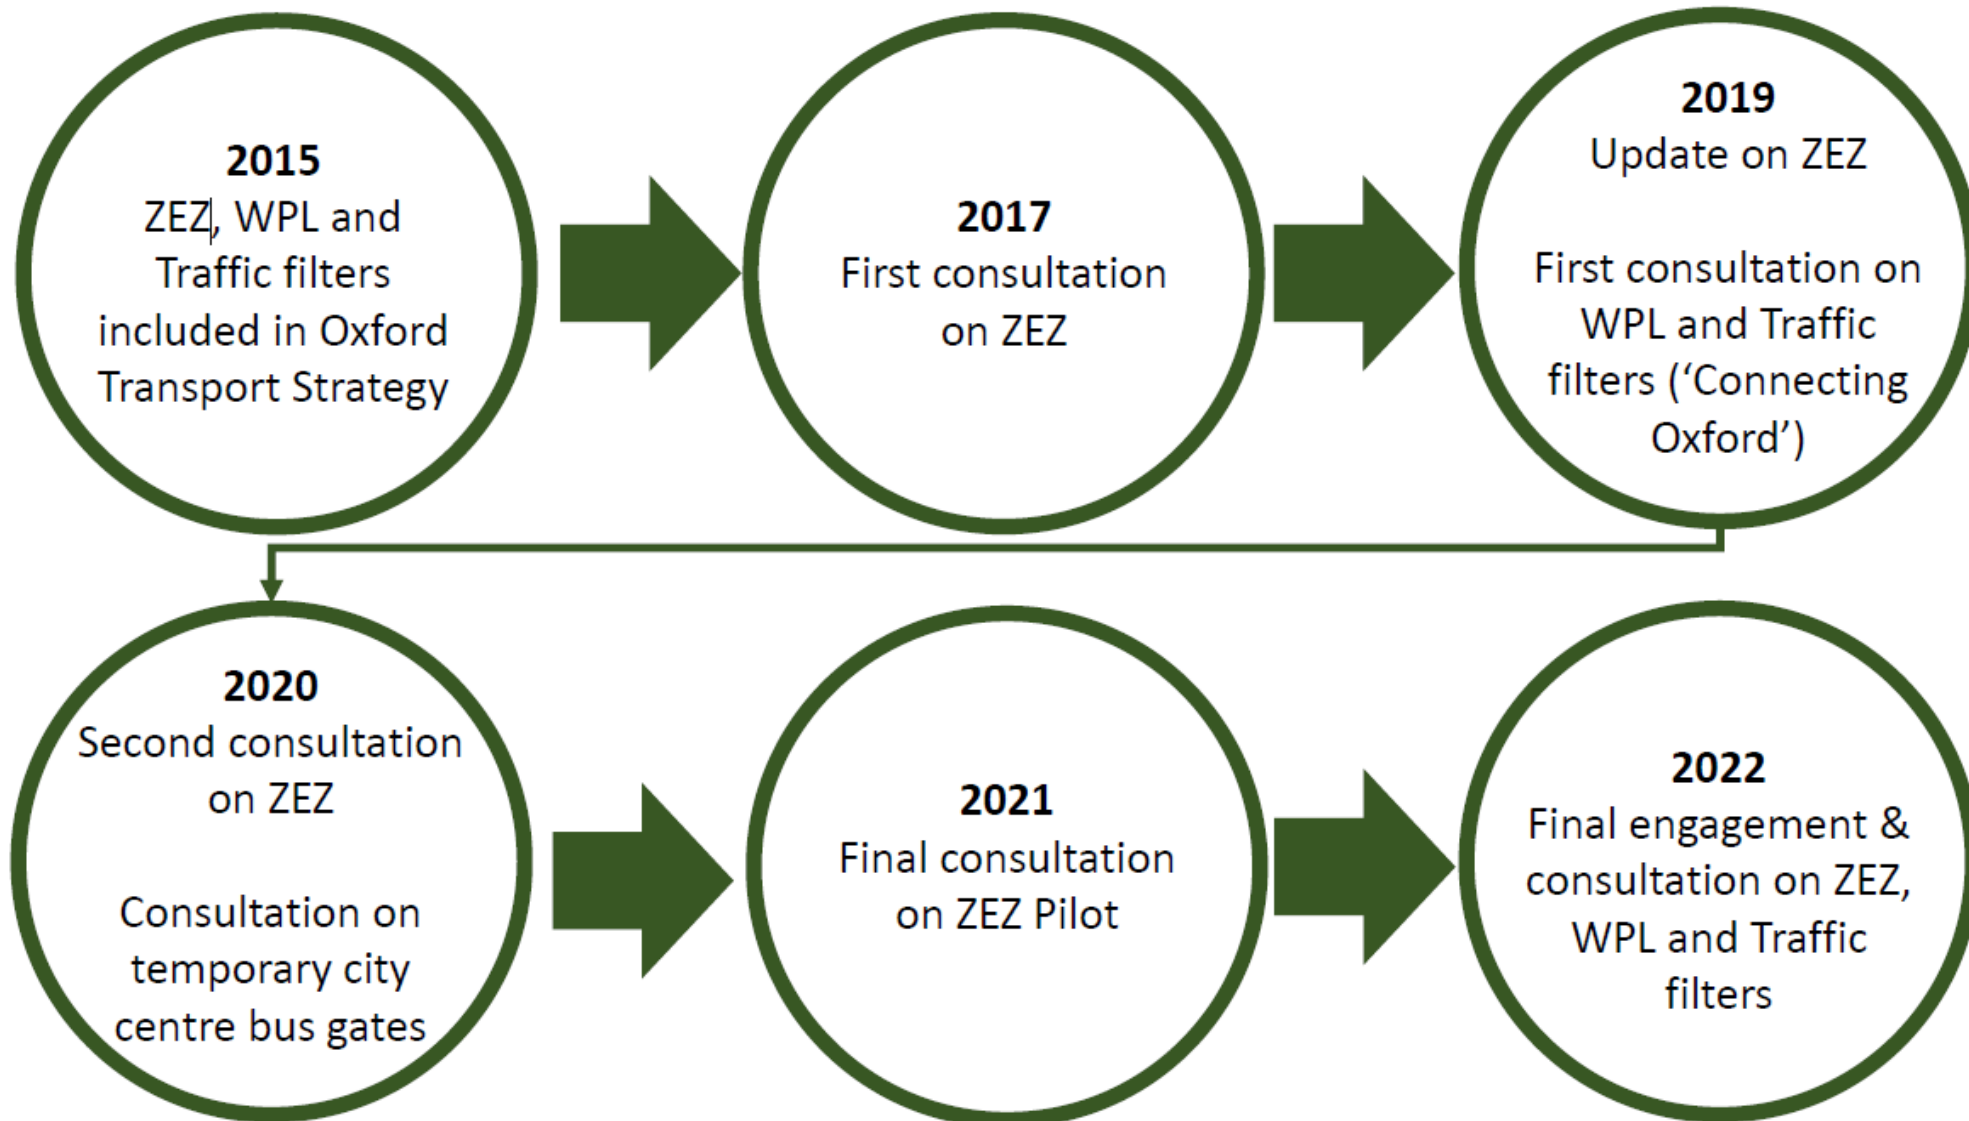 2015
ZEZ, WPL and
Traffic filters
included in Oxford
Transport Strategy
2017
First consultation
on ZEZ
2019
Update on ZEZ
First consultation on
WPL and Traffic
filters (‘Connecting
Oxford’)
2020
Second consultation
on ZEZ
Consultation on
temporary city
centre bus gates
2021
Final consultation
on ZEZ Pilot
2022
Final engagement &
consultation on ZEZ,
WPL and Traffic
filters